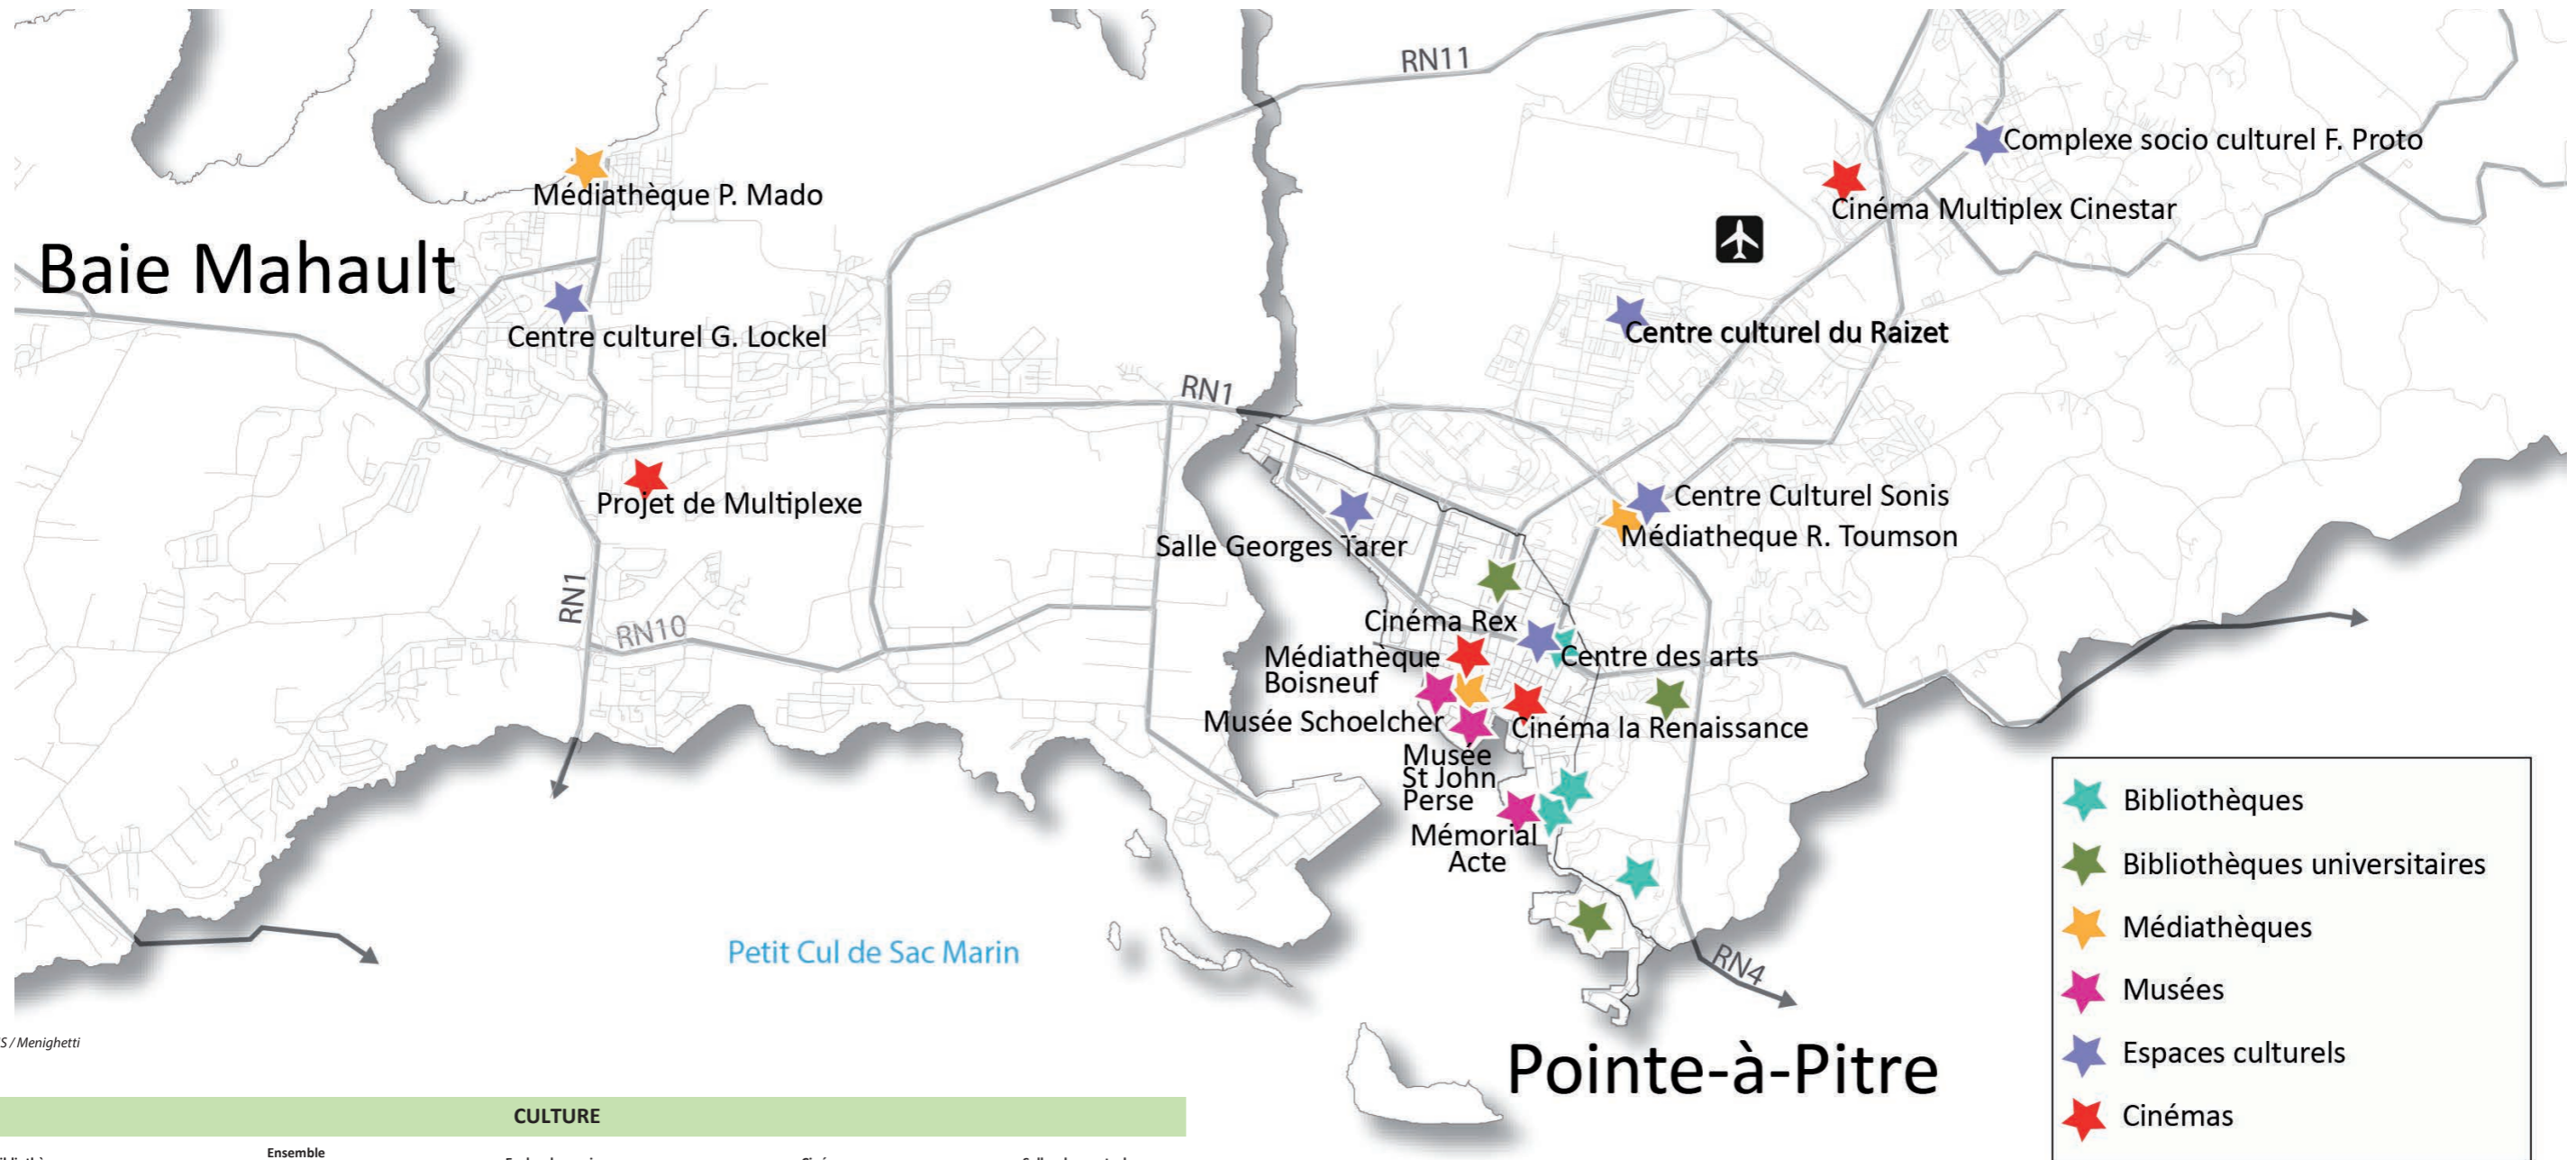 RN11
Complexe socio culturel F. Proto
Médiathèque P. Mado
Cinéma Multiplex Cinestar
Baie Mahault
Centre culturel G. Lockel
Centre culturel du Raizet
RN1
Projet de Multiplexe
Centre Culturel Sonis
Médiatheque R. Toumson
Salle Georges Tarer
RN1
RN10
Cinéma Rex
Médiathèque
Boisneuf
Centre des arts
Musée Schoelcher
Cinéma la Renaissance
Musée
St John
Perse
Mémorial
Acte
Petit Cul de Sac Marin
RN4
Pointe-à-Pitre
Bibliothèques
Bibliothèques universitaires
Médiathèques
Musées
Espaces culturels
Cinémas
/ Menighetti
CULTURE
Ensemble